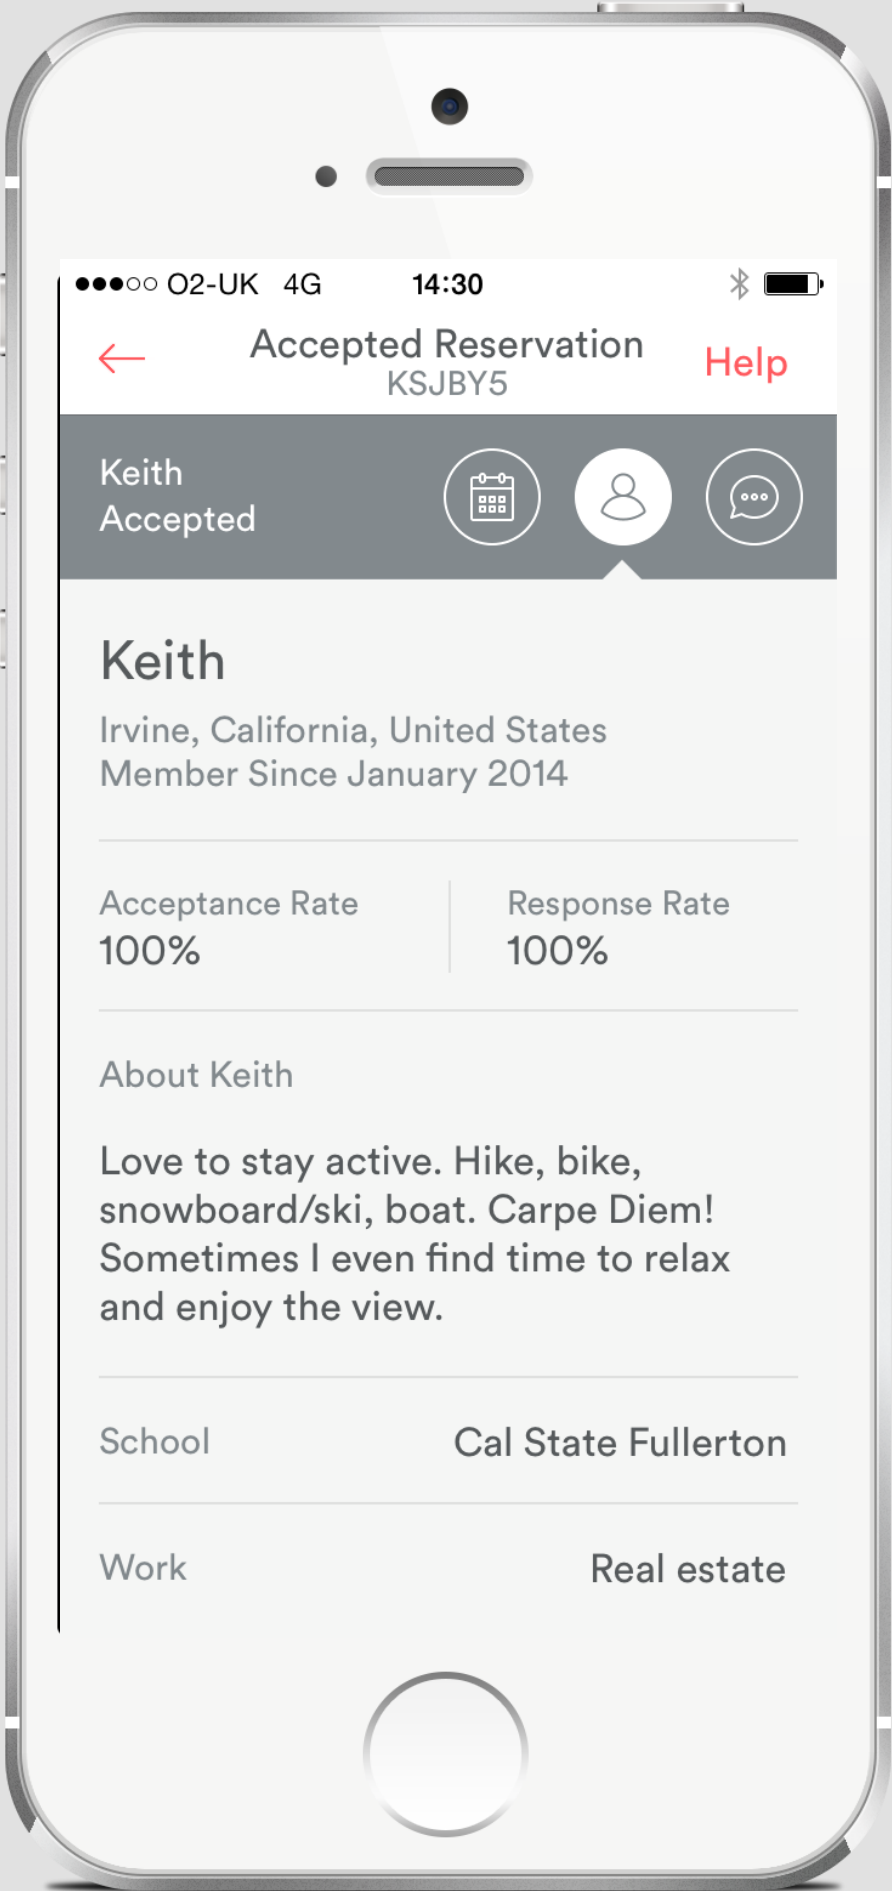 O2-UK 4G 14:30
Accepted Reservation
KSJBY5
Help
Keith
Accepted
Keith
Irvine, California, United States
Member Since January 2014
Acceptance Rate
100%
Response Rate
100%
About Keith
Love to stay active. Hike, bike,
snowboard/ski, boat. Carpe Diem!
Sometimes I even find time to relax
and enjoy the view.
School
Cal State Fullerton
Work
Real estate